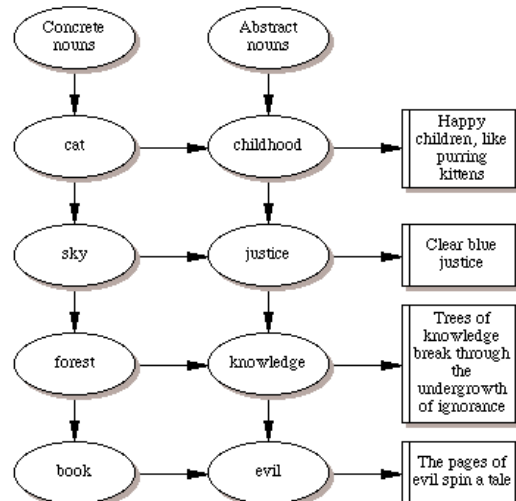 Concrete
nouns
Abstract
nouns
cat
childhood
Happy
children, like
purring
kittens
sky
justice
Clear blue
justice
forest
knowledge
Trees of
knowledge
break through
the
undergrowth
of ignorance
book
evil
The pages of
evil spin a tale